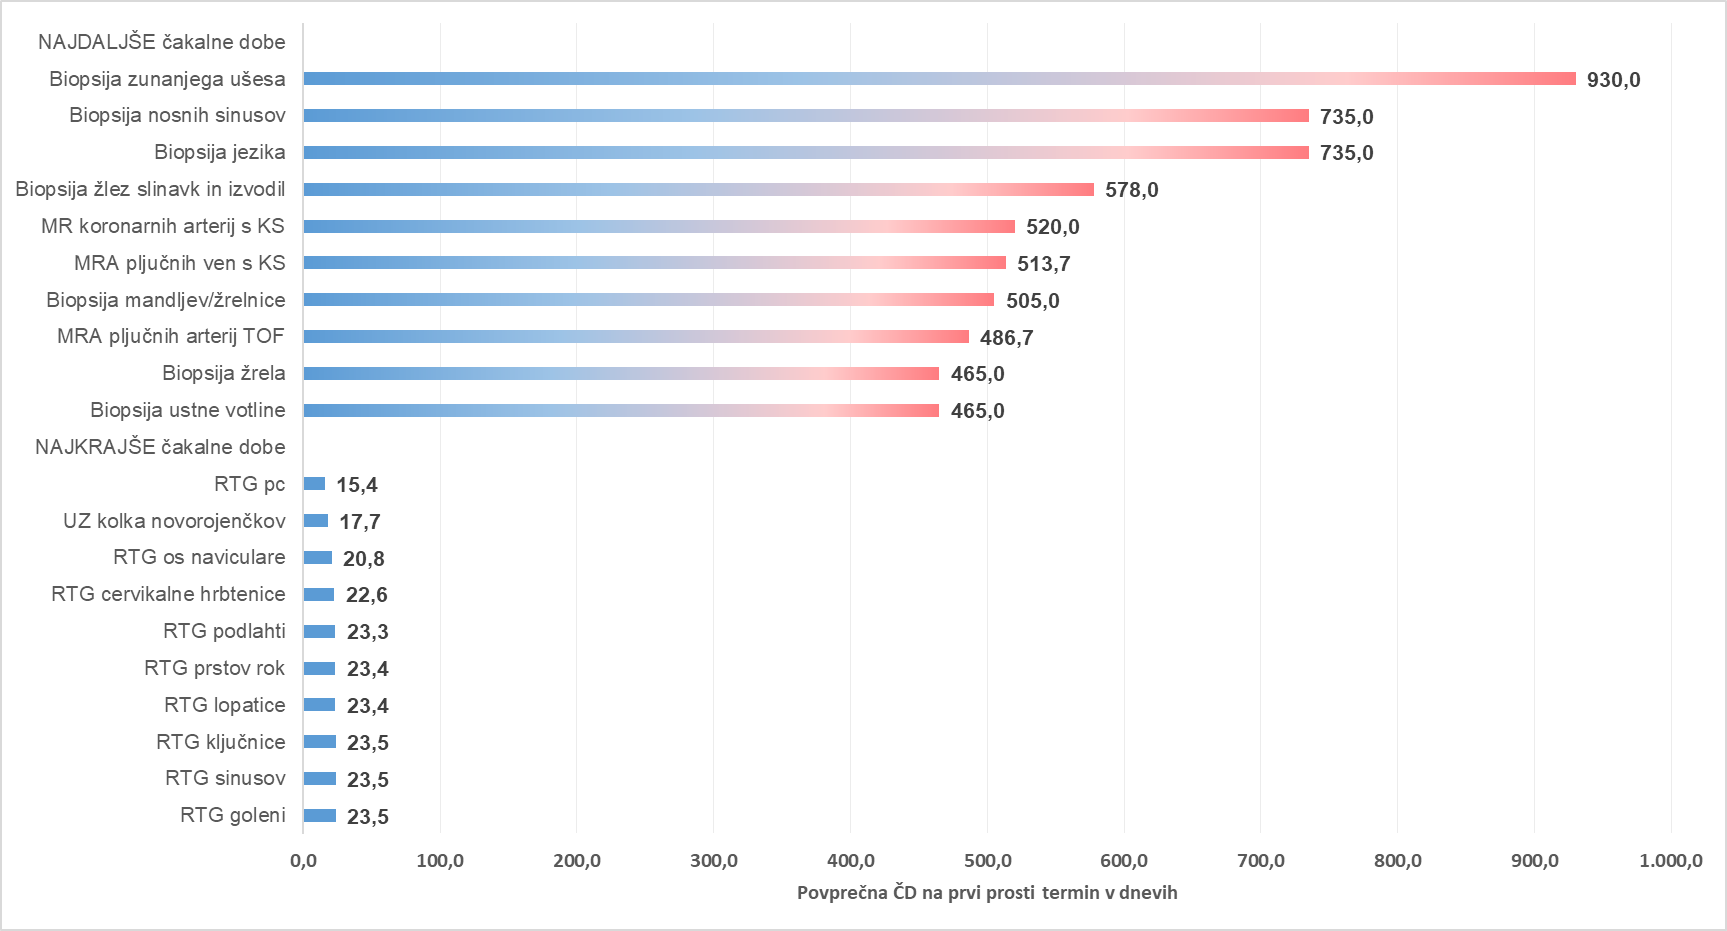 NAJDALJŠE čakalne dobe
Biopsija zunanjega ušesa 930,0
Biopsija nosnih sinusov 735,0
Biopsija jezika 735,0
Biopsija žlez slinavk in izvodil 578,0
MR koronarnih arterij s KS 520,0
MRA pljučnih ven s KS 513,7
Biopsija mandljev/žrelnice 505,0
MRA pljučnih arterij TOF 486,7
Biopsija žrela 465,0
Biopsija ustne votline 465,0
NAJKRAJŠE čakalne dobe
RTG pc 15,4
UZ kolka novorojenčkov 17,7
RTG os naviculare 20,8
RTG cervikalne hrbtenice 22,6
RTG podlahti 23,3
RTG prstov rok 23,4
RTG lopatice 23,4
RTG ključnice 23,5
RTG sinusov 23,5
RTG goleni 23,5
0,0 100,0 200,0 300,0 400,0 500,0 600,0 700,0 800,0 900,0 1.000,0
Povprečna ČD na prvi prosti termin v dnevih